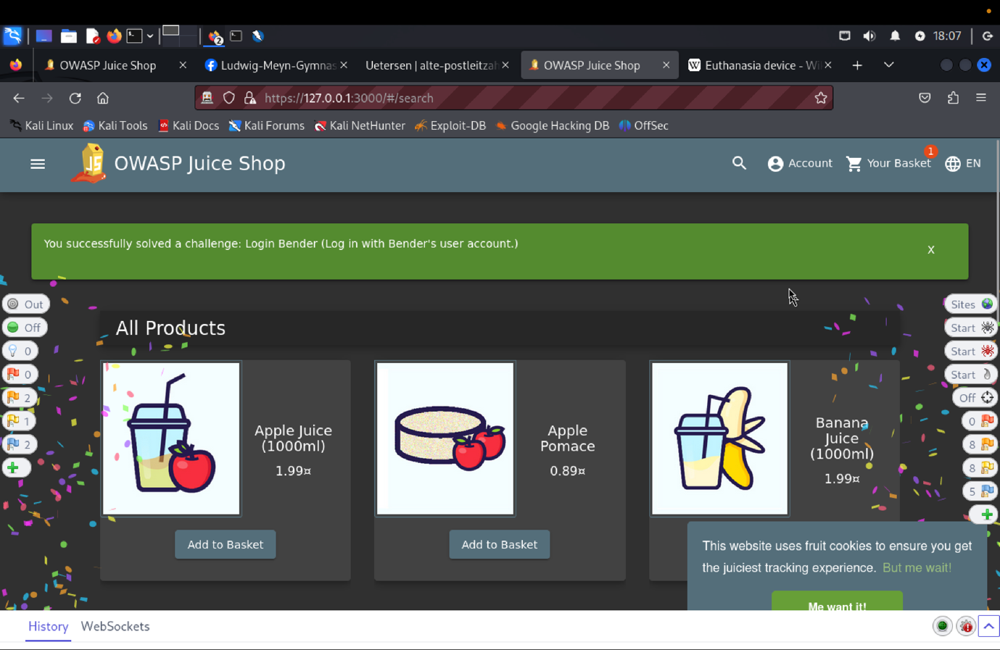 18:07
OWASP Juice Shop
Ludwig-Meyn-Gymnas
Uetersen | alte-postleitzah
OWASP Juice Shop
Euthanasia device - Wi
https://127.0.0.1:3000/#/search
Kali Linux
Kali Tools
Kali Docs
Kali Forums
Kali NetHunter
Exploit-DB
Google Hacking DB
OffSec
OWASP Juice Shop
Account
Your Basket
1
EN
You successfully solved a challenge: Login Bender (Log in with Bender's user account.)
X
Out
Off
0
0
2
1
2
Sites
Start
Start
Start
Off
0
8
8
5
All Products
Apple Juice
(1000ml)
1.99¤
Add to Basket
Apple
Pomace
0.89¤
Add to Basket
Banana
Juice
(1000ml)
1.99¤
This website uses fruit cookies to ensure you get
the juiciest tracking experience. But me wait!
Me want it!
History
WebSockets